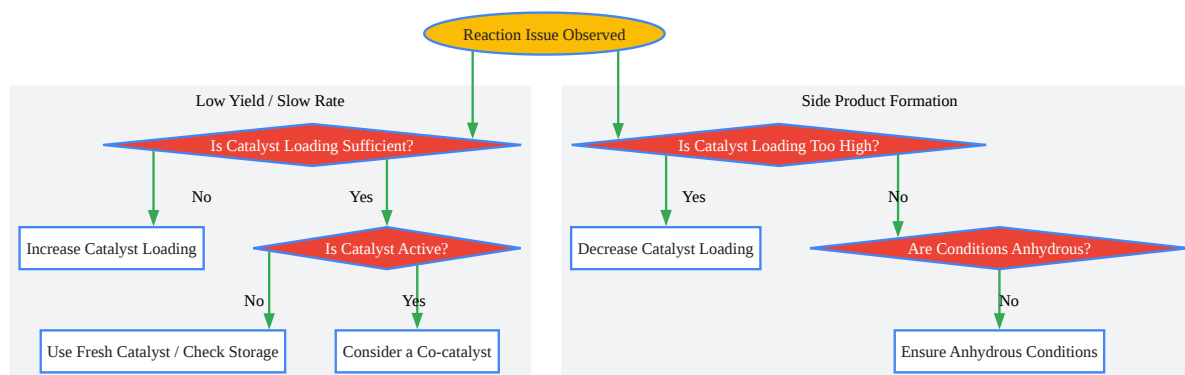 Reaction Issue Observed
Low Yield / Slow Rate
Side Product Formation
Is Catalyst Loading Sufficient?
Is Catalyst Loading Too High?
No
Yes
Yes
No
Increase Catalyst Loading
Is Catalyst Active?
Decrease Catalyst Loading
Are Conditions Anhydrous?
No
Yes
No
Use Fresh Catalyst / Check Storage
Consider a Co-catalyst
Ensure Anhydrous Conditions